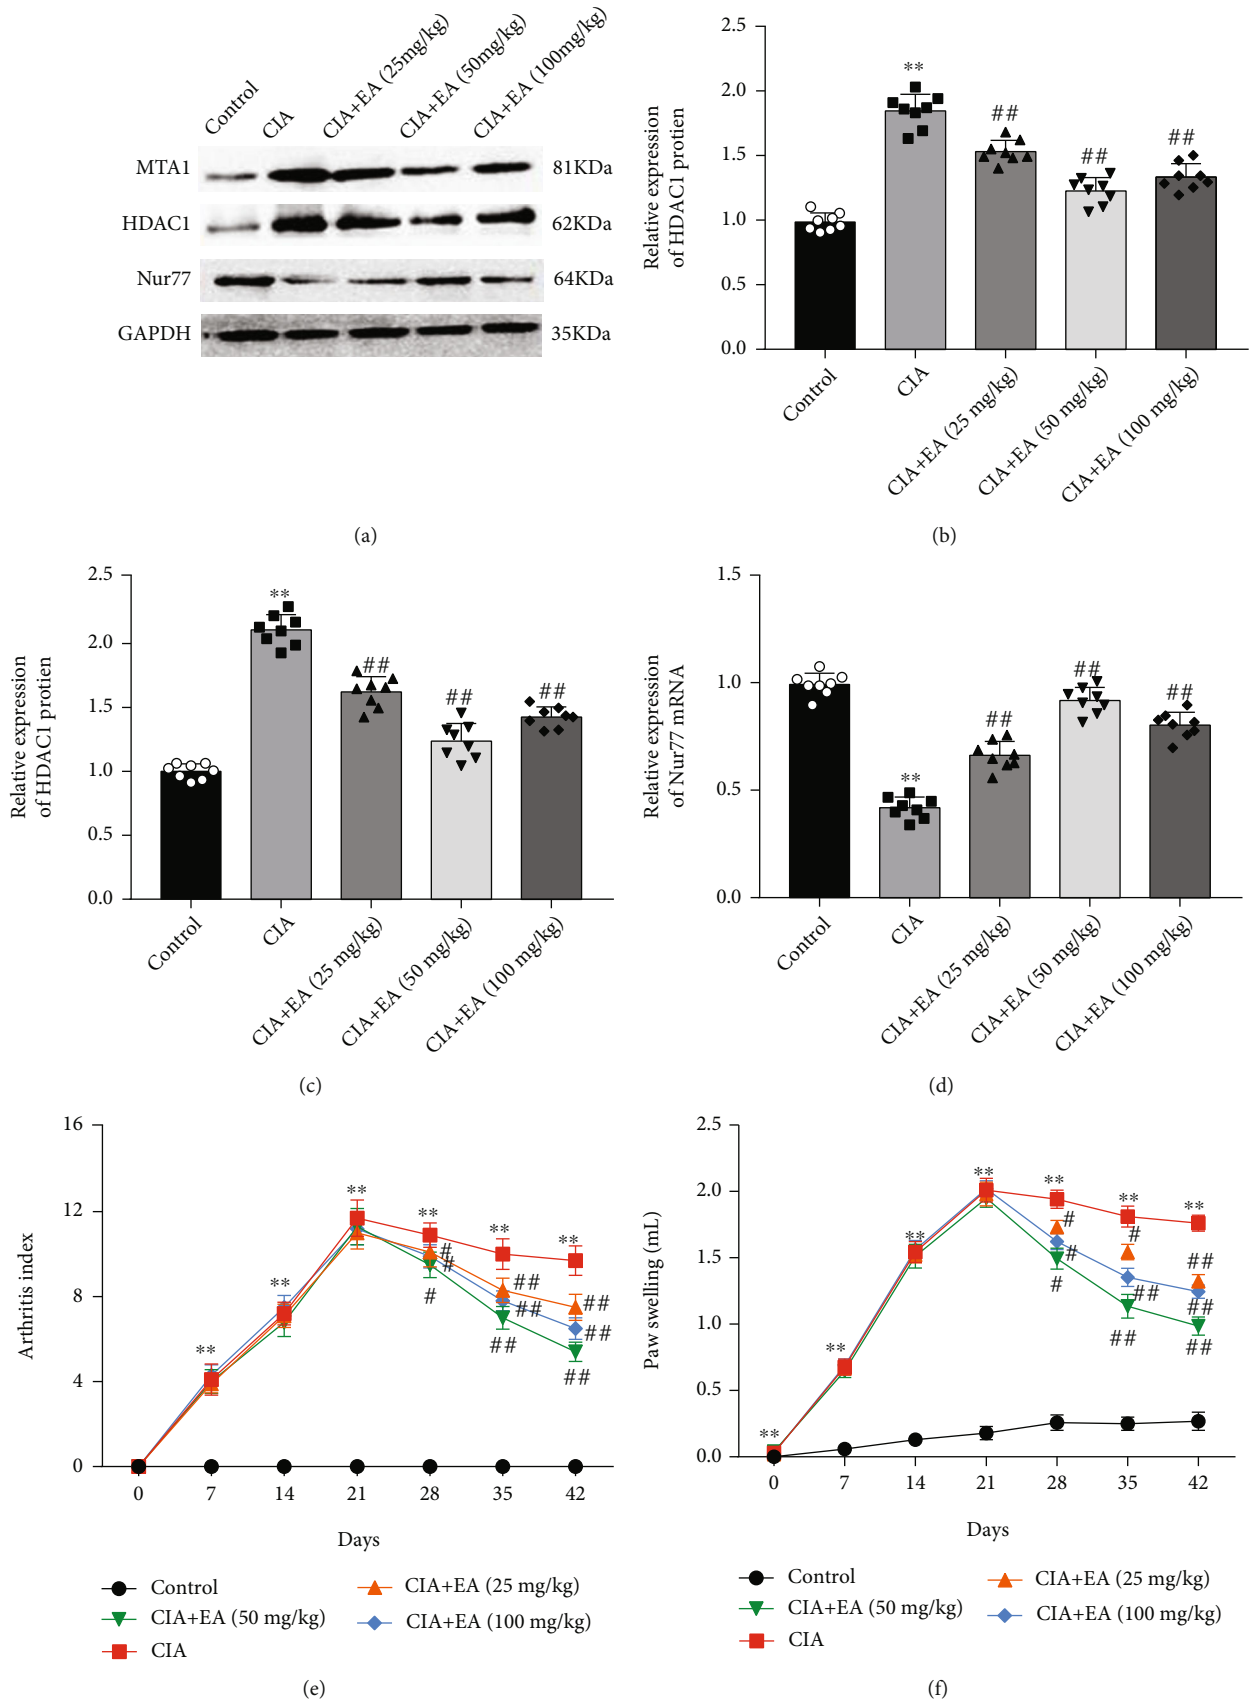 Control
CIA
CIA+EA (25mg/kg)
CIA+EA (50mg/kg)
CIA+EA (100mg/kg)
MTA1
81KDa
HDAC1
62KDa
Nur77
64KDa
GAPDH
35KDa
(a)
Relative expression
of HDAC1 protien
2.5
2.0
1.5
1.0
0.5
0.0
**
##
##
##
Control
CIA
CIA+EA (25 mg/kg)
CIA+EA (50 mg/kg)
CIA+EA (100 mg/kg)
(b)
Relative expression
of HDAC1 protien
2.5
2.0
1.5
1.0
0.5
0.0
**
##
##
##
Control
CIA
CIA+EA (25 mg/kg)
CIA+EA (50 mg/kg)
CIA+EA (100 mg/kg)
(c)
Relative expression
of Nur77 mRNA
1.5
1.0
0.5
0.0
**
##
##
##
Control
CIA
CIA+EA (25 mg/kg)
CIA+EA (50 mg/kg)
CIA+EA (100 mg/kg)
(d)
Arthritis index
16
12
8
4
0
**
**
**
**
**
**
#
#
#
##
##
##
##
##
##
0 7 14 21 28 35 42
Days
Control
CIA+EA (50 mg/kg)
CIA
CIA+EA (25 mg/kg)
CIA+EA (100 mg/kg)
(e)
Paw swelling (mL)
2.5
2.0
1.5
1.0
0.5
0.0
**
**
**
**
**
**
**
#
#
#
#
##
##
##
##
##
0 7 14 21 28 35 42
Days
Control
CIA+EA (50 mg/kg)
CIA
CIA+EA (25 mg/kg)
CIA+EA (100 mg/kg)
(f)